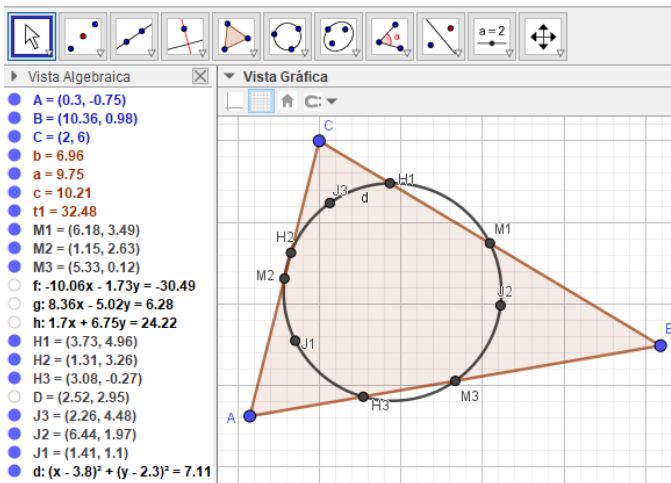 a = 2
Vista Algebraica
Vista Gráfica
A = (0.3, -0.75)
B = (10.36, 0.98)
C = (2, 6)
b = 6.96
a = 9.75
c = 10.21
t1 = 32.48
M1 = (6.18, 3.49)
M2 = (1.15, 2.63)
M3 = (5.33, 0.12)
f: -10.06x - 1.73y = -30.49
g: 8.36x - 5.02y = 6.28
h: 1.7x + 6.75y = 24.22
H1 = (3.73, 4.96)
H2 = (1.31, 3.26)
H3 = (3.08, -0.27)
D = (2.52, 2.95)
J3 = (2.26, 4.48)
J2 = (6.44, 1.97)
J1 = (1.41, 1.1)
d: (x - 3.8)² + (y - 2.3)² = 7.11
C
H1
J3
d
M1
H2
M2
J2
B
J1
M3
H3
A
α